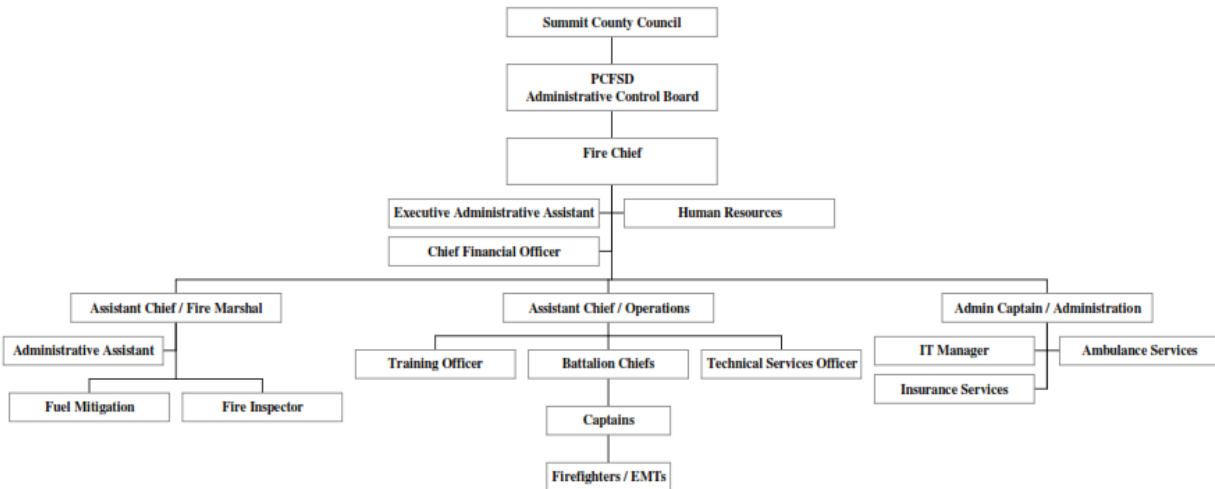 Summit County Council
PCFSD
Administrative Control Board
Fire Chief
Executive Administrative Assistant
Human Resources
Chief Financial Officer
Assistant Chief / Fire Marshal
Assistant Chief / Operations
Admin Captain / Administration
Administrative Assistant
Training Officer
Battalion Chiefs
Technical Services Officer
IT Manager
Ambulance Services
Fuel Mitigation
Fire Inspector
Insurance Services
Captains
Firefighters / EMTs